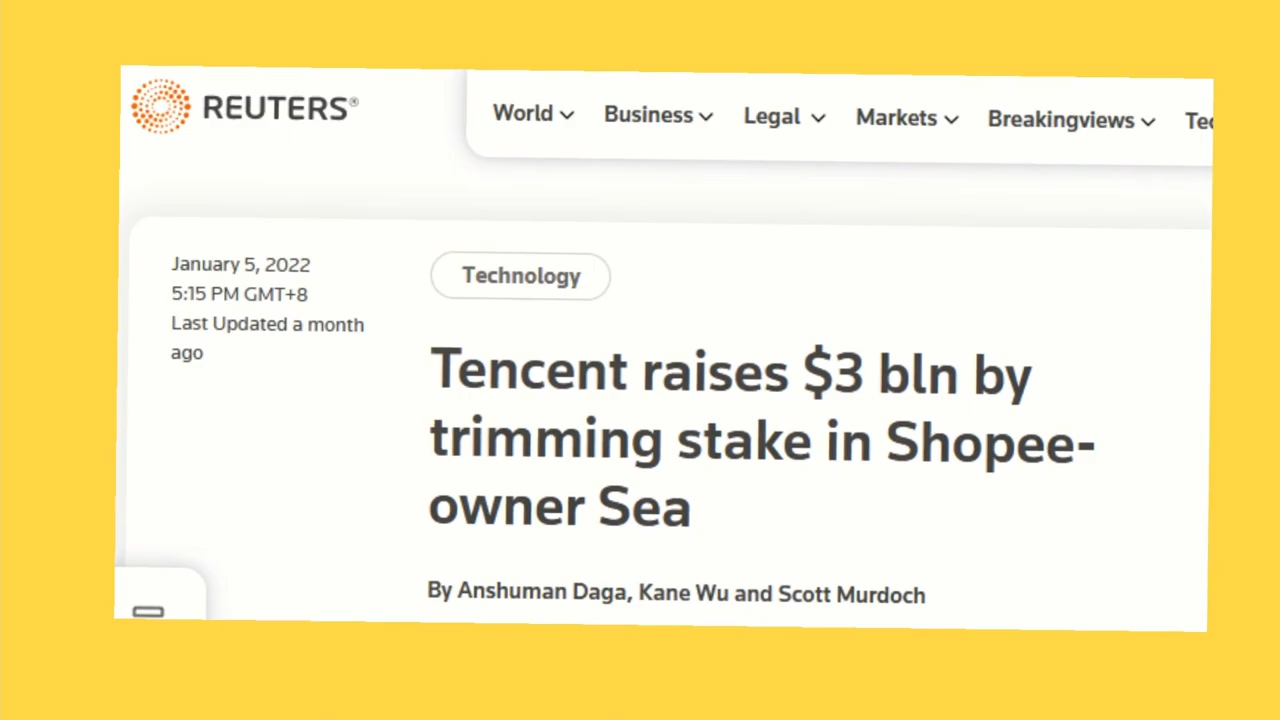 REUTERS®
World Business Legal Markets Breakingviews
January 5, 2022
5:15 PM GMT+8
Last Updated a month
ago
Technology
Tencent raises $3 bln by
trimming stake in Shopee-
owner Sea
By Anshuman Daga, Kane Wu and Scott Murdoch